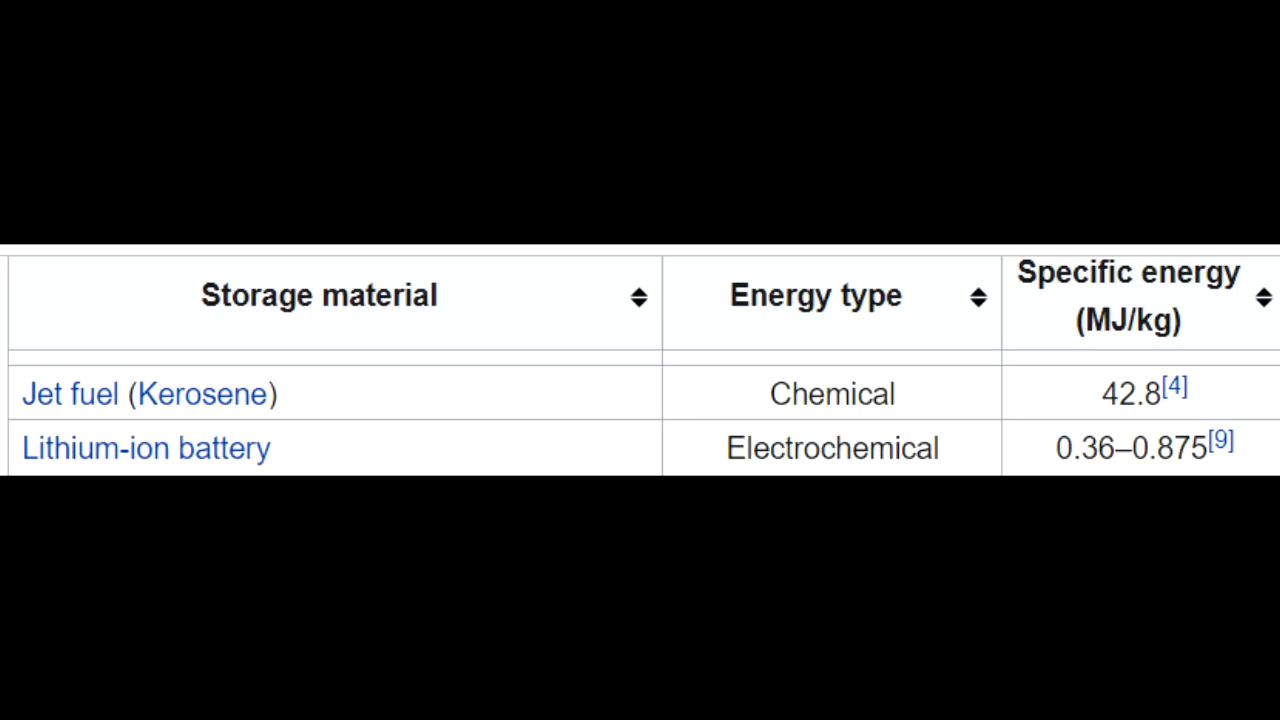 Storage material Energy type Specific energy (MJ/kg)
Jet fuel (Kerosene) Chemical 42.8[4]
Lithium-ion battery Electrochemical 0.36–0.875[9]